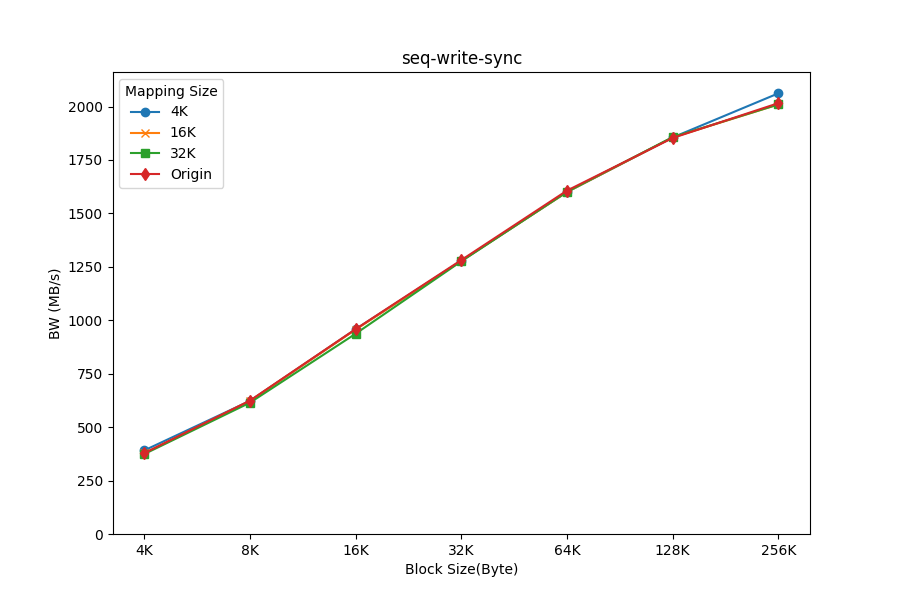 seq-write-sync
Mapping Size
4K
16K
32K
Origin
BW (MB/s)
2000
1750
1500
1250
1000
750
500
250
0
4K 8K 16K 32K 64K 128K 256K
Block Size(Byte)